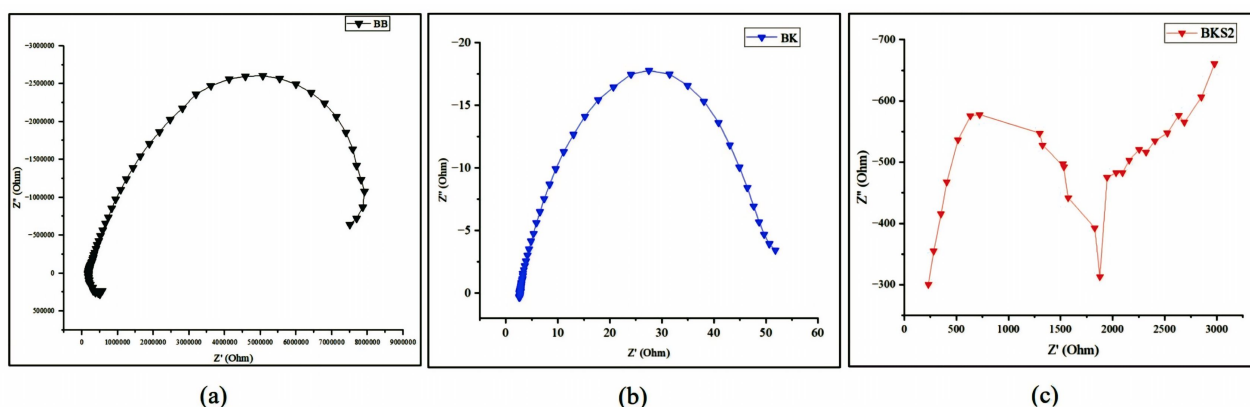 BB
-3000000
-2500000
-2000000
-1500000
-1000000
-500000
0
500000
Z" (Ohm)
0 1000000 2000000 3000000 4000000 5000000 6000000 7000000 8000000 9000000
Z' (Ohm)
(a)
BK
-20
-15
-10
-5
0
Z" (Ohm)
0 10 20 30 40 50 60
Z' (Ohm)
(b)
BKS2
-700
-600
-500
-400
-300
Z" (Ohm)
0 500 1000 1500 2000 2500 3000
Z' (Ohm)
(c)